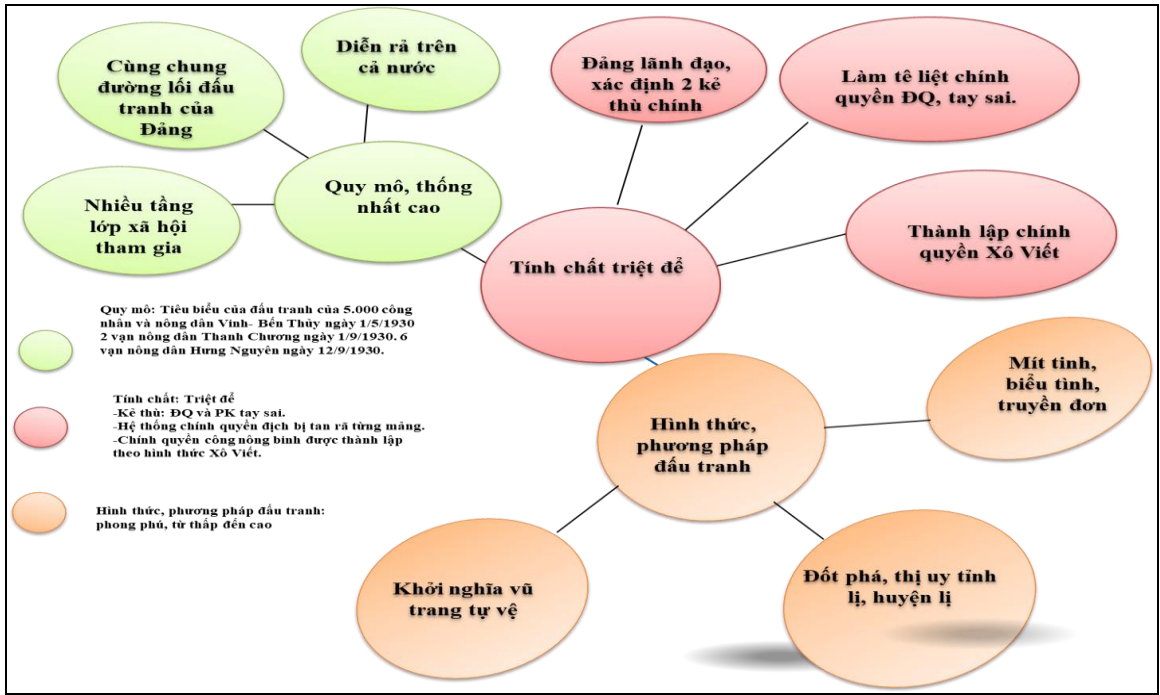 Cùng chung
đường lối đấu
tranh của
Đảng
Diễn rả trên
cả nước
Nhiều tầng
lớp xã hội
tham gia
Quy mô, thống
nhất cao
Đảng lãnh đạo,
xác định 2 kẻ
thù chính
Làm tê liệt chính
quyền ĐQ, tay sai.
Thành lập chính
quyền Xô Viết
Tính chất triệt để
Quy mô: Tiêu biểu của đấu tranh của 5.000 công
nhân và nông dân Vinh- Bến Thủy ngày 1/5/1930
2 vạn nông dân Thanh Chương ngày 1/9/1930. 6
vạn nông dân Hưng Nguyên ngày 12/9/1930.
Tính chất: Triệt để
-Kẻ thù: ĐQ và PK tay sai.
-Hệ thống chính quyền địch bị tan rã từng mảng.
-Chính quyền công nông binh được thành lập
theo hình thức Xô Viết.
Hình thức, phương pháp đấu tranh:
phong phú, từ thấp đến cao
Hình thức,
phương pháp
đấu tranh
Mít tinh,
biểu tình,
truyền đơn
Khởi nghĩa vũ
trang tự vệ
Đốt phá, thị uy tỉnh
lị, huyện lị